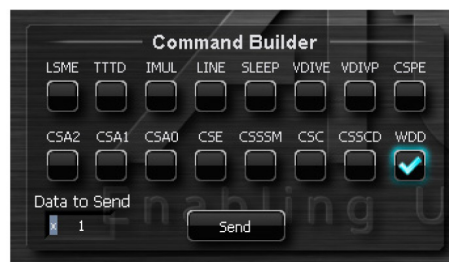 Command Builder
LSME TTTD IMUL LINE SLEEP VDIVE VDIVP CSPE
CSA2 CSA1 CSA0 CSE CSSSM CSC CSSCD WDD
Data to Send
x 1
Send
Enabling U